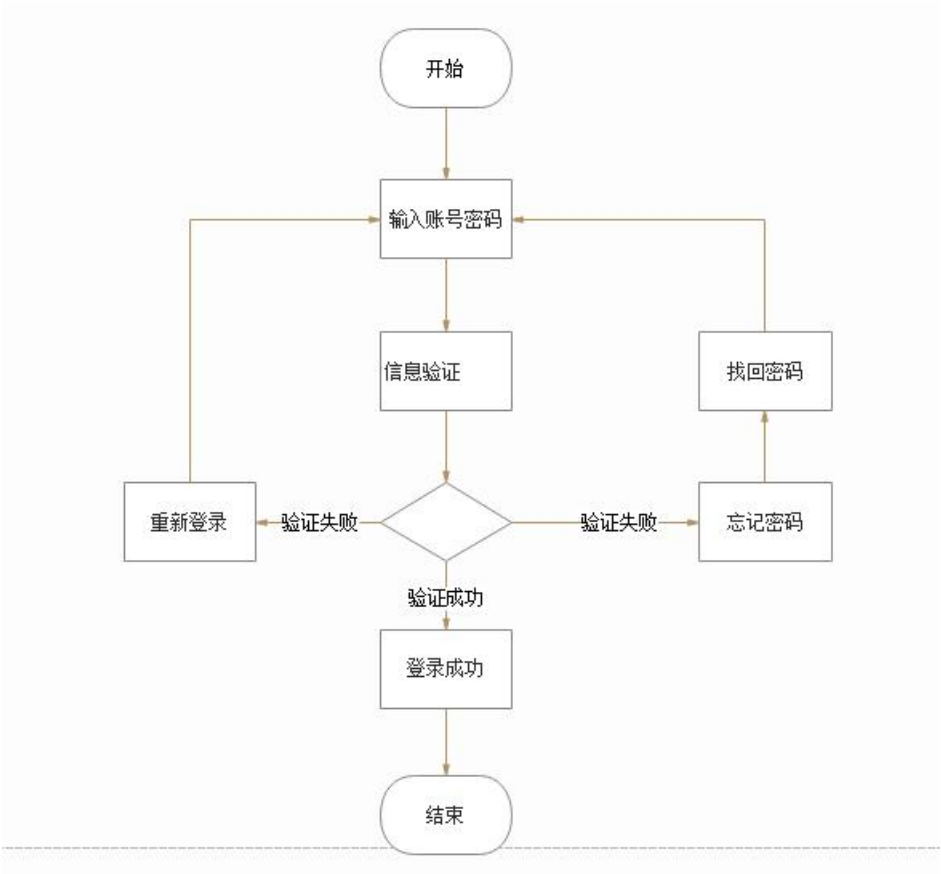 开始
输入账号密码
信息验证
找回密码
重新登录
验证失败
验证失败
忘记密码
验证成功
登录成功
结束